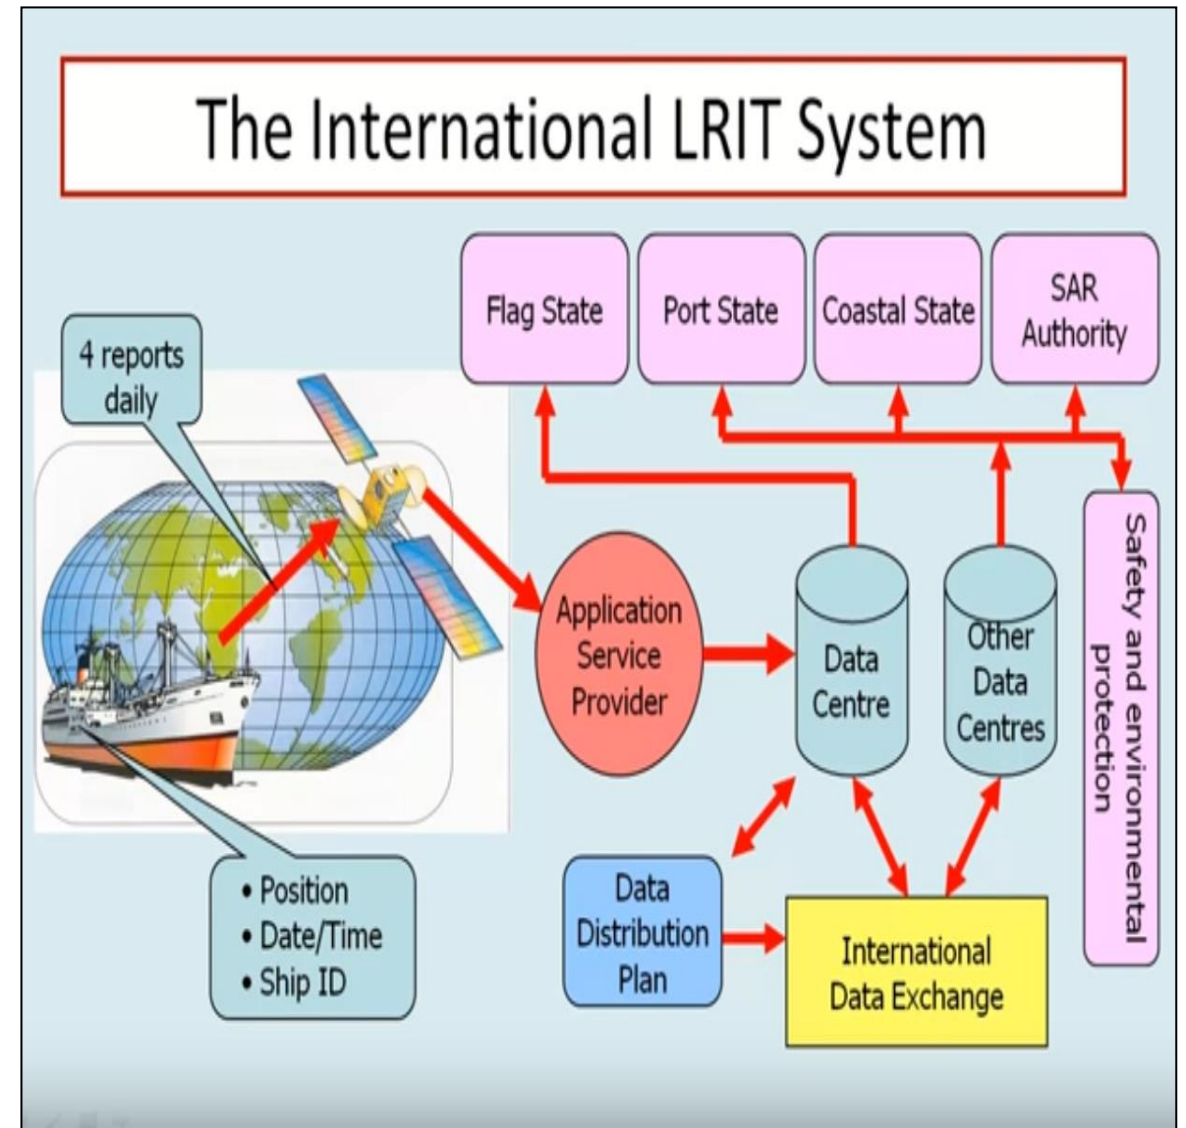 The International LRIT System
Flag State
Port State
Coastal State
SAR
Authority
4 reports
daily
Application
Service
Provider
Data
Centre
Other
Data
Centres
Safety and environmental
protection
Data
Distribution
Plan
International
Data Exchange
• Position
• Date/Time
• Ship ID